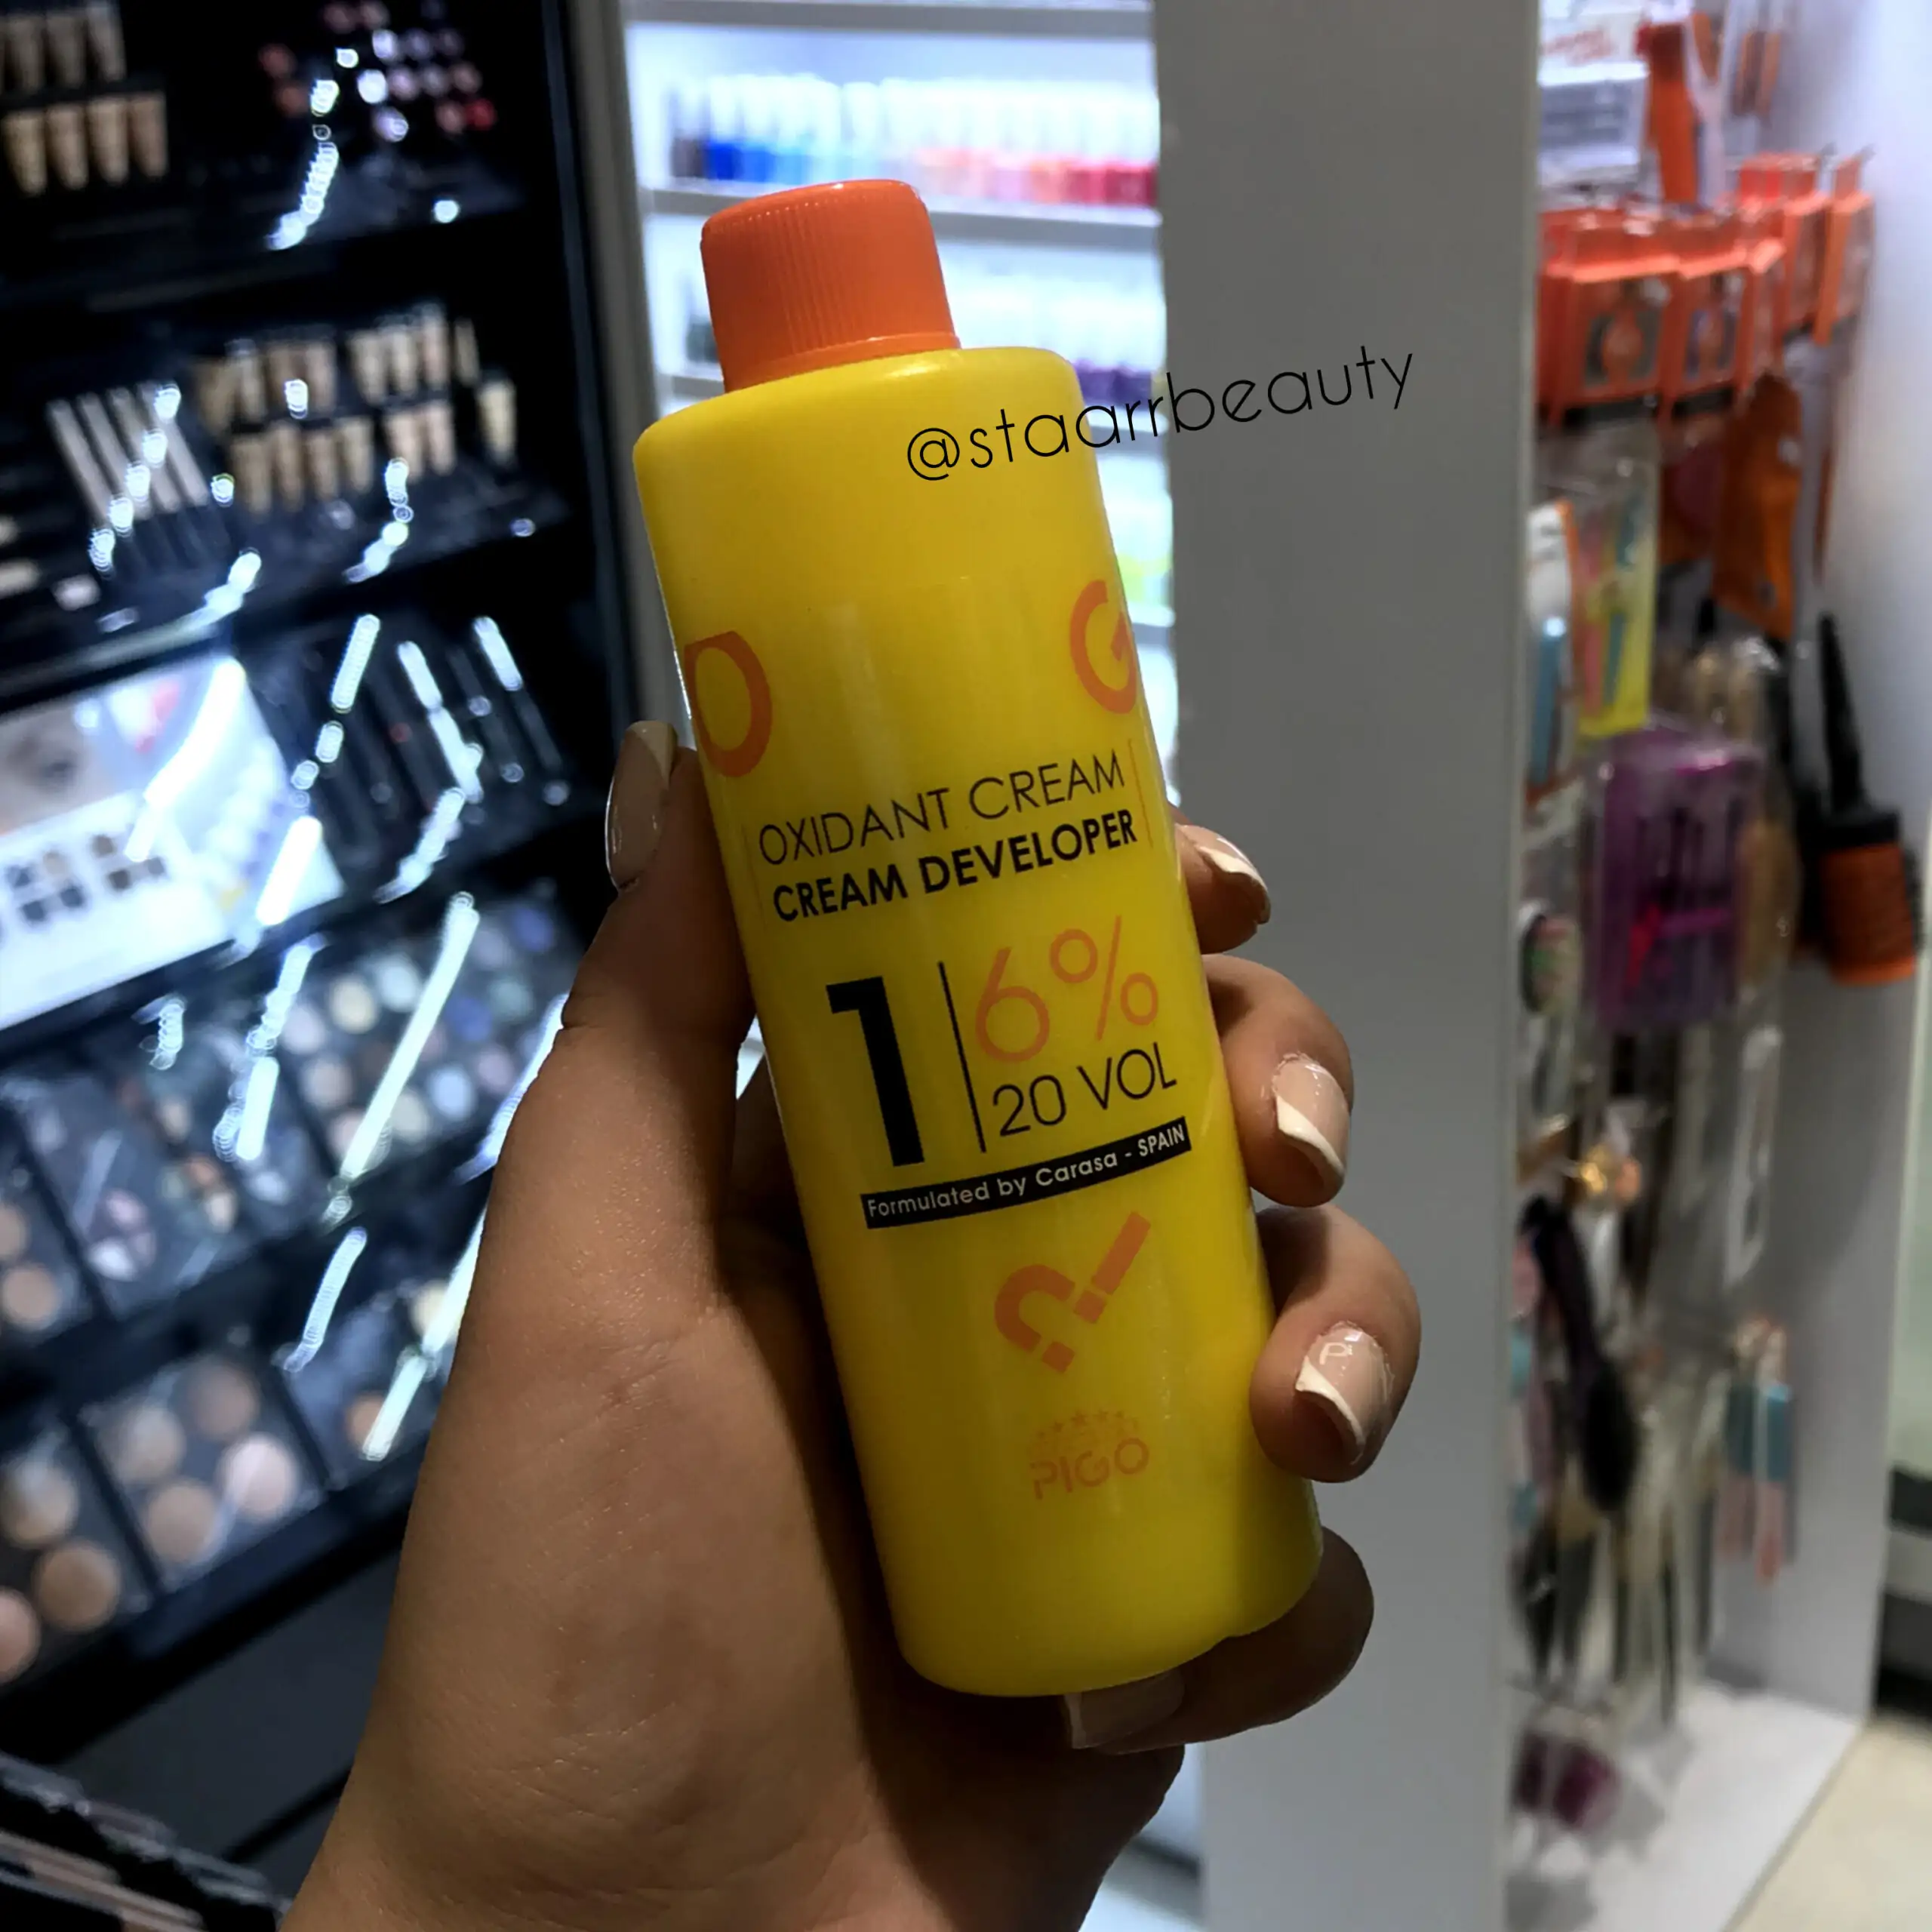 @staarrbeauty
O
G
OXIDANT CREAM
CREAM DEVELOPER
1
6%
20 VOL
Formulated by Carasa - SPAIN
PIGO